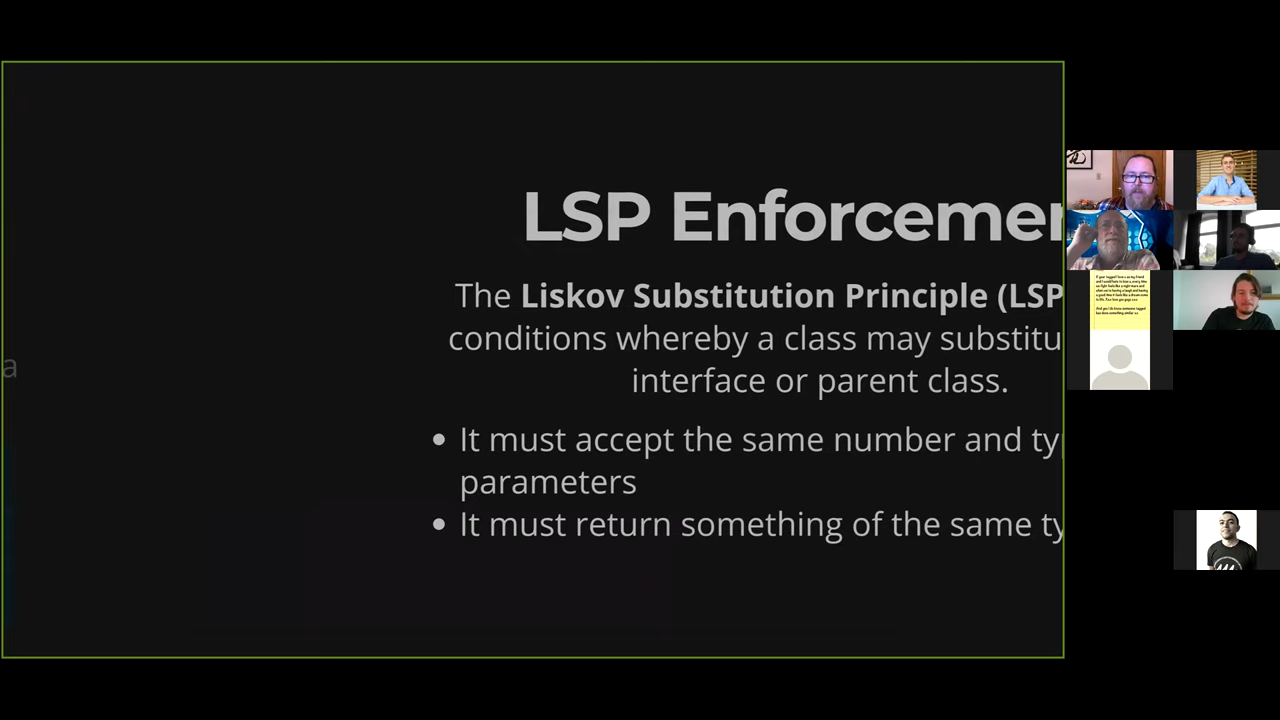 LSP Enforcemen
The Liskov Substitution Principle (LSP
conditions whereby a class may substitu
interface or parent class.
• It must accept the same number and ty
parameters
• It must return something of the same ty
a